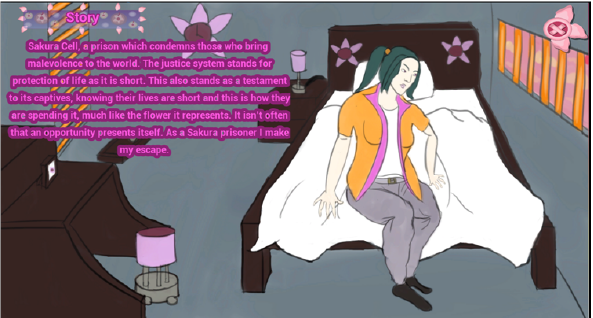 Story
Sakura Cell, a prison which condemns those who bring
malevolence to the world. The justice system stands for
protection of life as it is short. This also stands as a testament
to its captives, knowing their lives are short and this is how they
are spending it, much like the flower it represents. It isn't often
that an opportunity presents itself. As a Sakura prisoner I make
my escape.